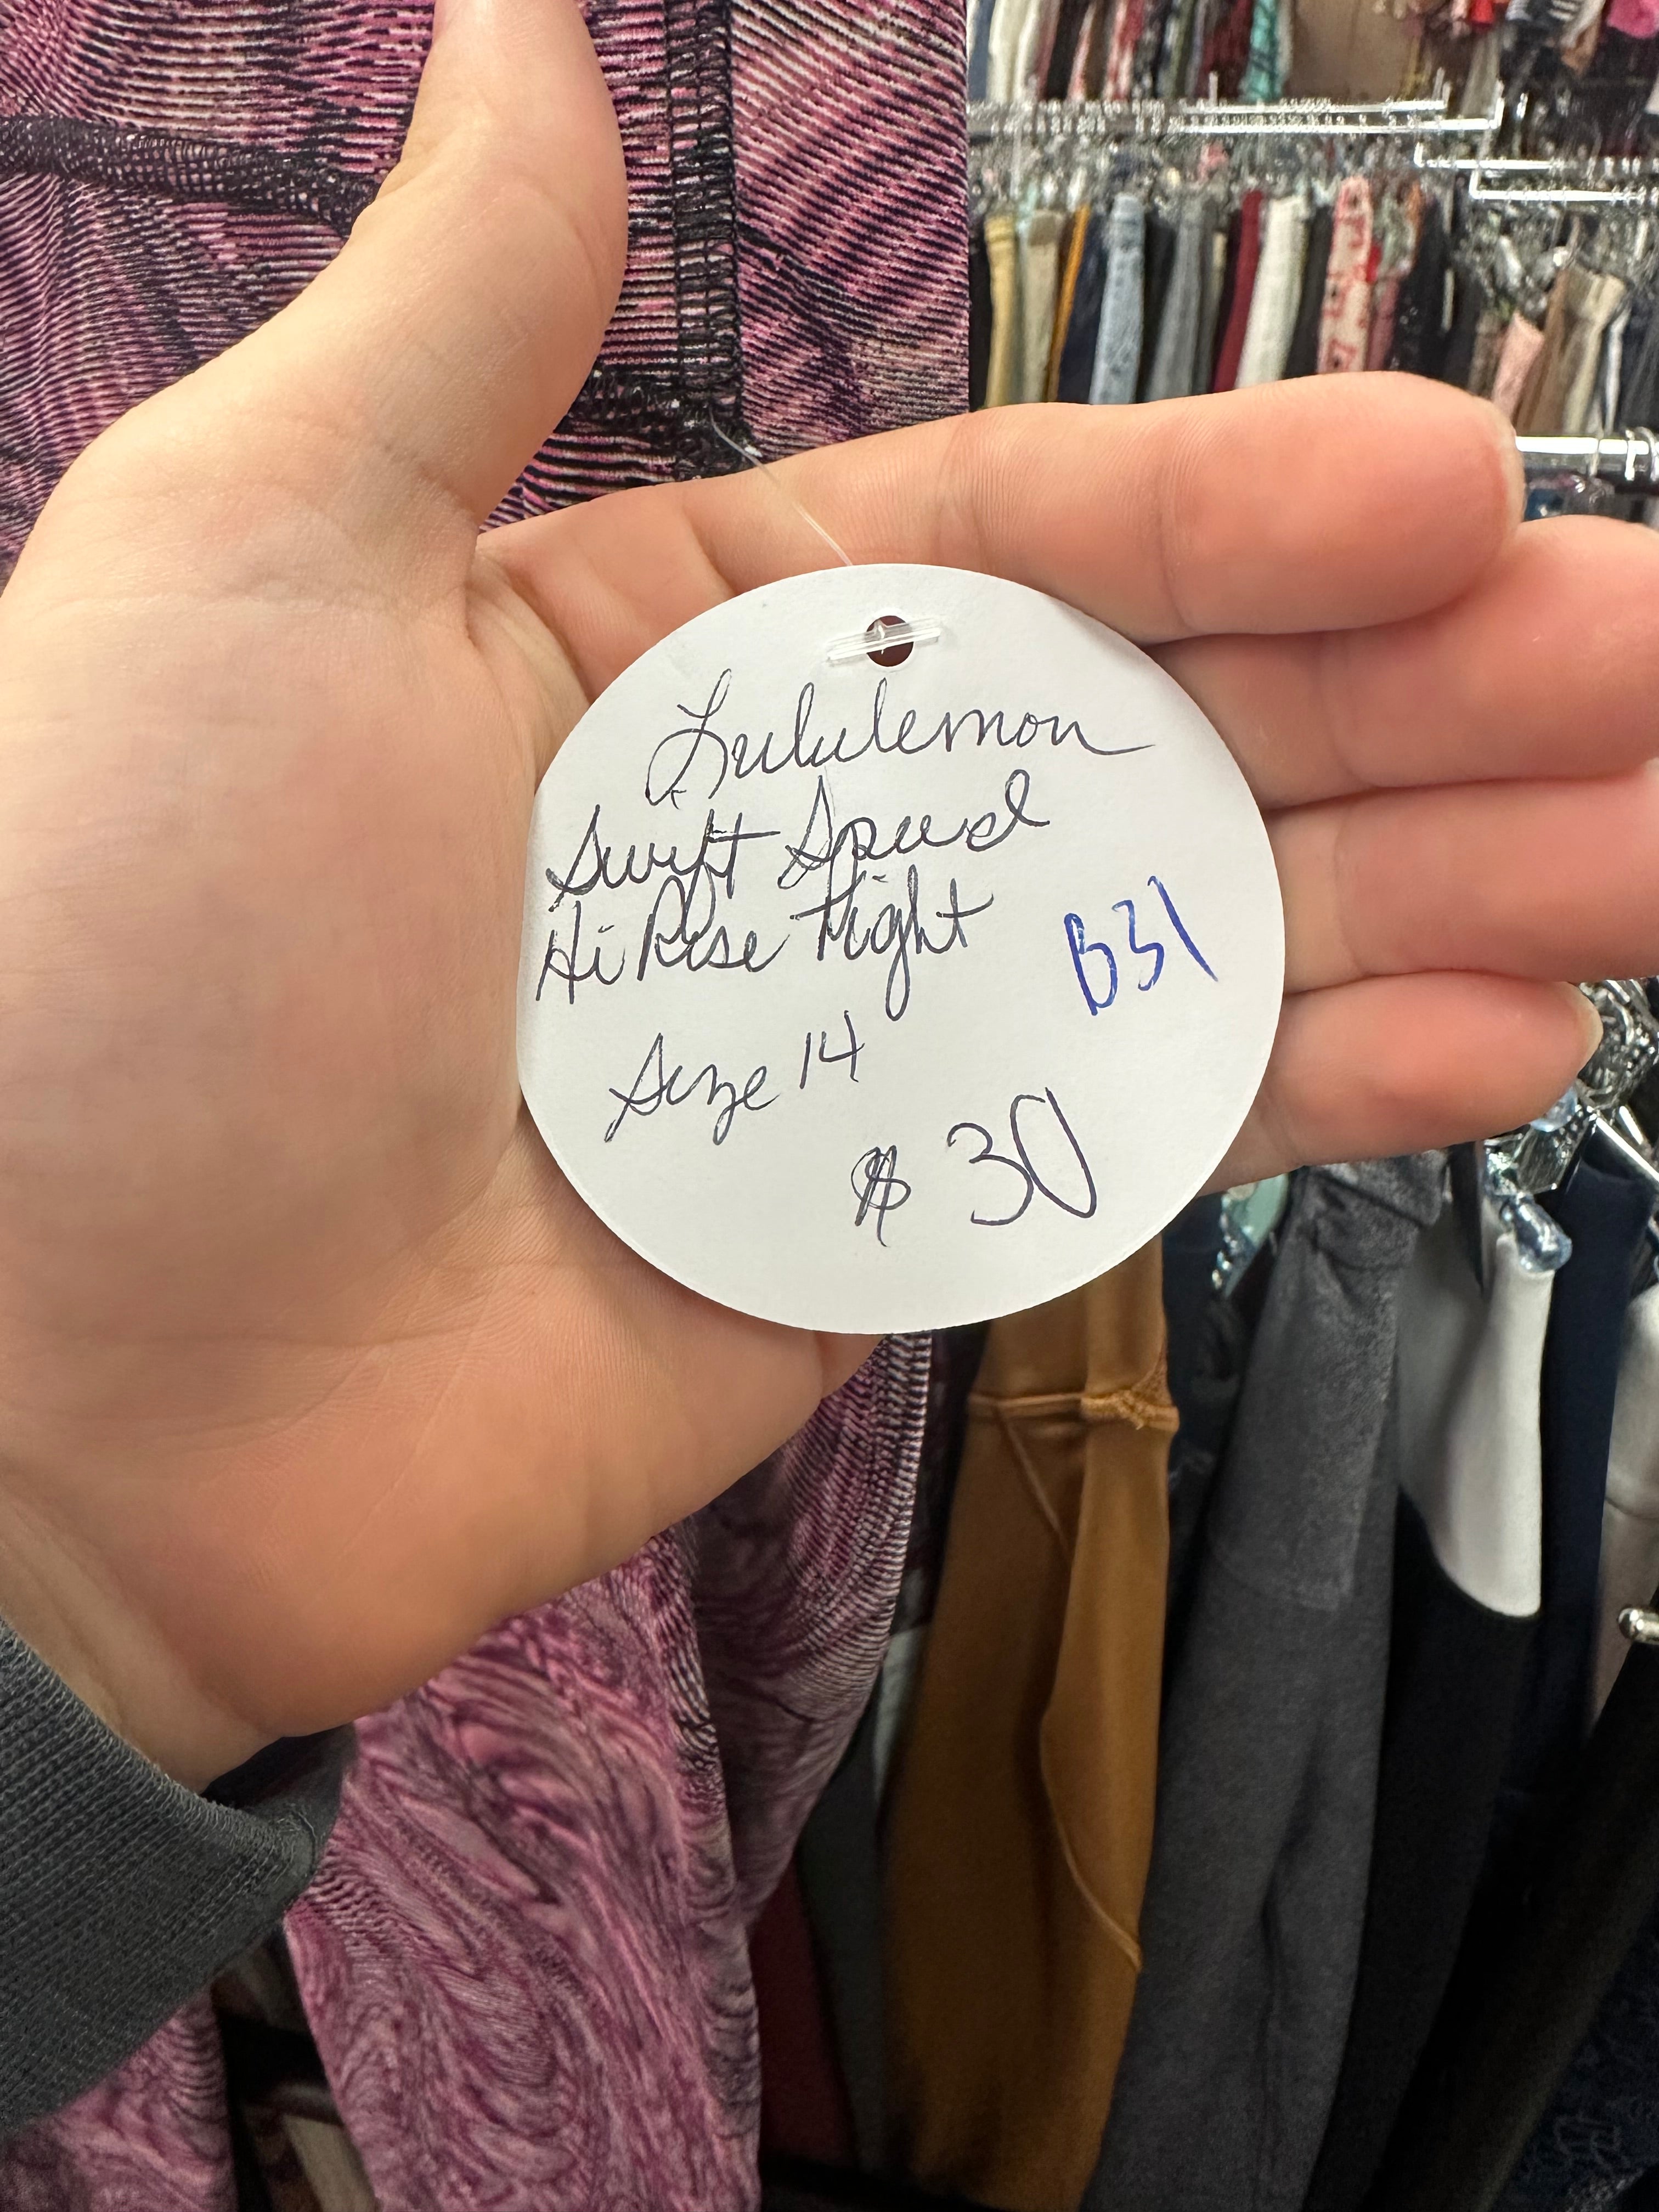 Lululemon
Swift Speed
Hi Rise Tight
B31
Size 14
$ 30